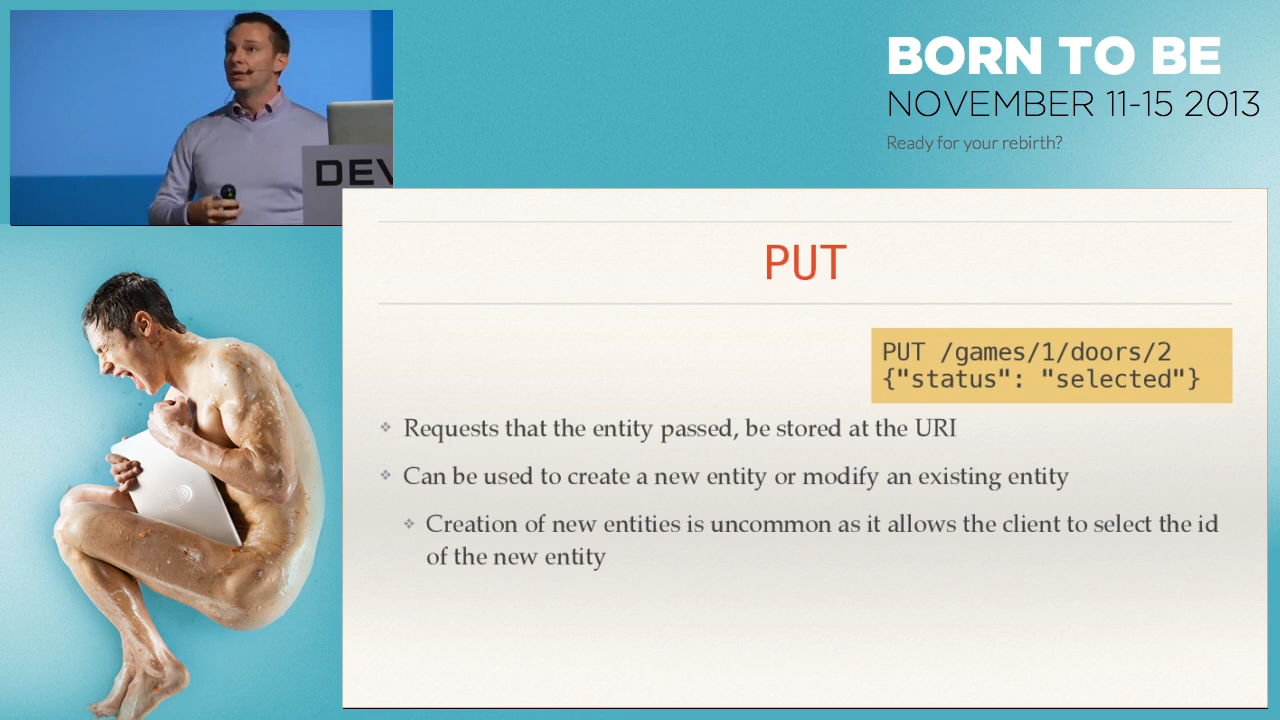 BORN TO BE
NOVEMBER 11-15 2013
Ready for your rebirth?
DEV
PUT
PUT /games/1/doors/2
{"status": "selected"}
Requests that the entity passed, be stored at the URI
Can be used to create a new entity or modify an existing entity
Creation of new entities is uncommon as it allows the client to select the id
of the new entity